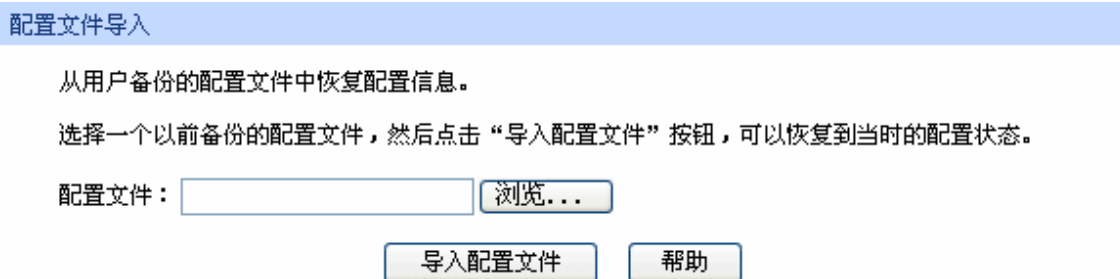 配置文件导入
从用户备份的配置文件中恢复配置信息。
选择一个以前备份的配置文件，然后点击“导入配置文件”按钮，可以恢复到当时的配置状态。
配置文件： 浏览...
导入配置文件 帮助